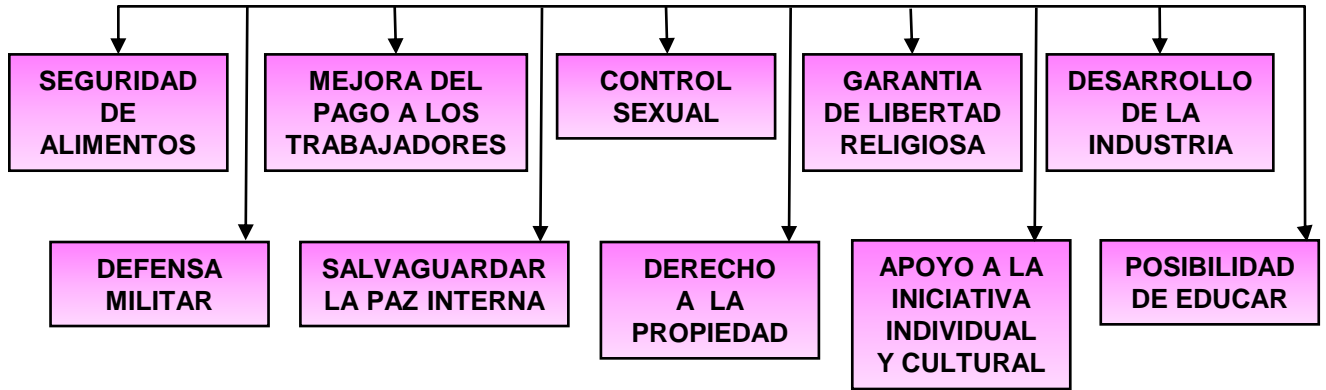 SEGURIDAD
DE
ALIMENTOS
MEJORA DEL
PAGO A LOS
TRABAJADORES
CONTROL
SEXUAL
GARANTIA
DE LIBERTAD
RELIGIOSA
DESARROLLO
DE LA
INDUSTRIA
DEFENSA
MILITAR
SALVAGUARDAR
LA PAZ INTERNA
DERECHO
A LA
PROPIEDAD
APOYO A LA
INICIATIVA
INDIVIDUAL
Y CULTURAL
POSIBILIDAD
DE EDUCAR